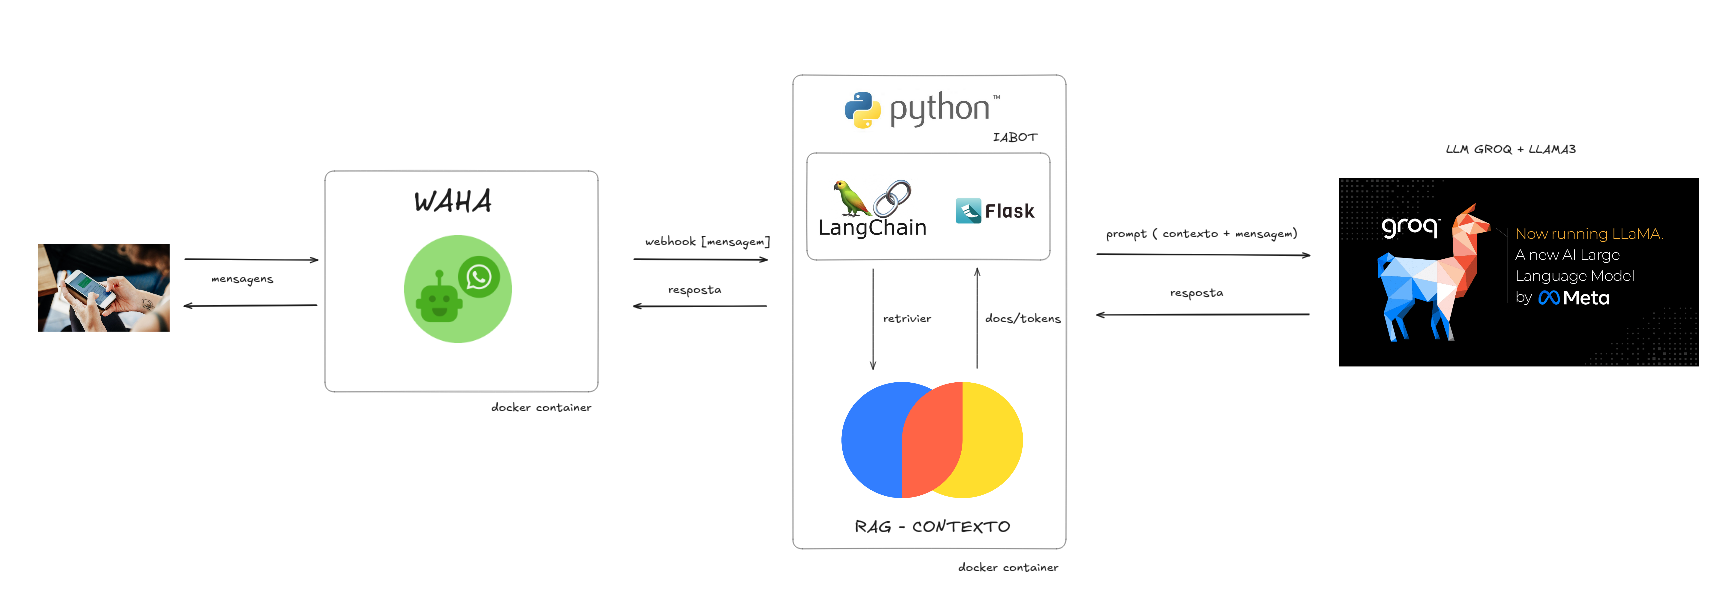 mensagens
WAHA
docker container
webhook [mensagem]
resposta
python™
IABOT
LangChain
Flask
retrivier
docs/tokens
RAG - CONTEXTO
docker container
prompt ( contexto + mensagem)
resposta
LLM GROQ + LLAMA3
groq
Now running LLaMA.
A new AI Large
Language Model
by Meta